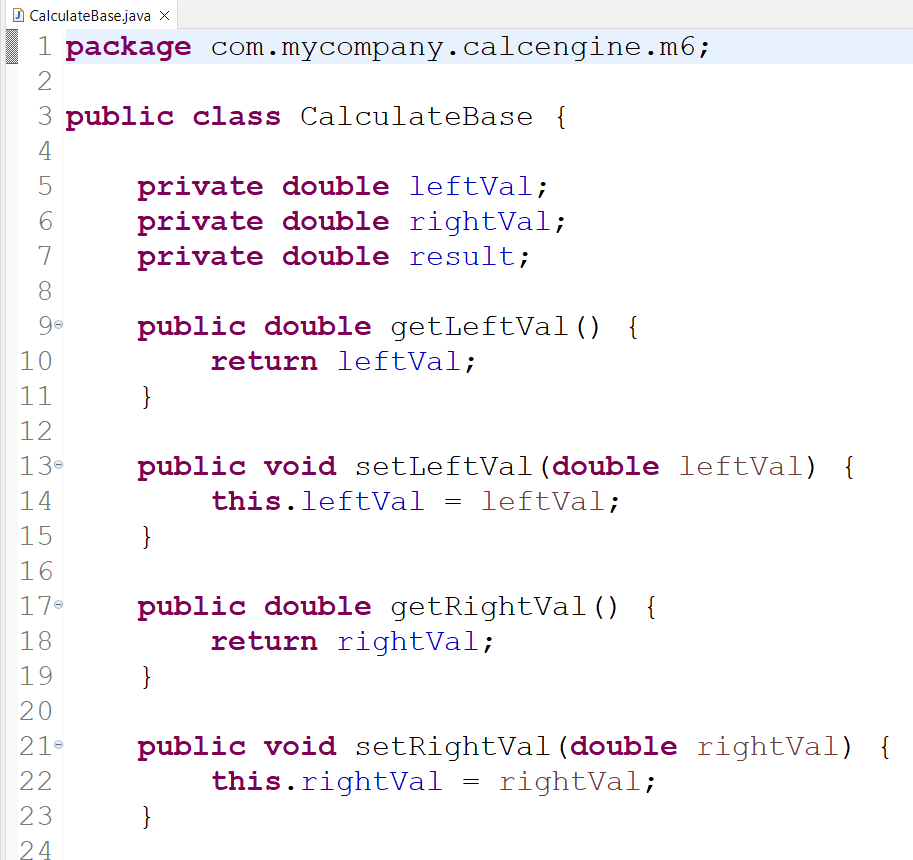 CalculateBase.java
1 package com.mycompany.calcengine.m6;
2
3 public class CalculateBase {
4
5     private double leftVal;
6     private double rightVal;
7     private double result;
8
9     public double getLeftVal() {
10         return leftVal;
11     }
12
13     public void setLeftVal(double leftVal) {
14         this.leftVal = leftVal;
15     }
16
17     public double getRightVal() {
18         return rightVal;
19     }
20
21     public void setRightVal(double rightVal) {
22         this.rightVal = rightVal;
23     }
24